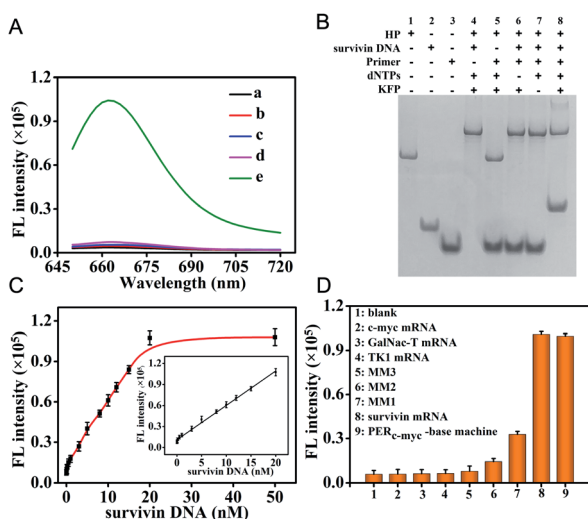 A
FL intensity (×10⁵)
1.2
0.9
0.6
0.3
0.0
a
b
c
d
e
645 660 675 690 705 720
Wavelength (nm)
B
1 2 3 4 5 6 7 8
HP + - - + + + + +
survivin DNA - + - + - + + +
Primer - - + - + + + +
dNTPs - - - + + - + +
KFP - - - + + + - +
C
FL intensity (×10⁵)
1.2
0.9
0.6
0.3
0.0
0 10 20 30 40 50
survivin DNA (nM)
FL intensity (×10⁵)
1.2
0.9
0.6
0.3
0.0
0 5 10 15 20
survivin DNA (nM)
D
FL intensity (×10⁵)
1.2
0.9
0.6
0.3
0.0
1: blank
2: c-myc mRNA
3: GalNac-T mRNA
4: TK1 mRNA
5: MM3
6: MM2
7: MM1
8: survivin mRNA
9: PERc-myc -base machine
1 2 3 4 5 6 7 8 9